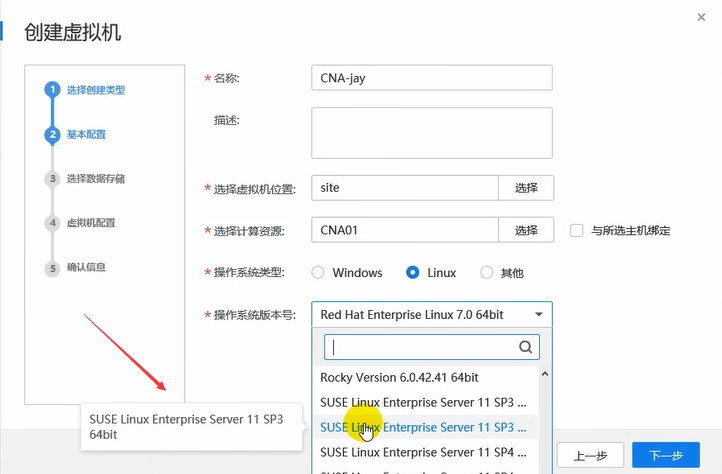 创建虚拟机
×
1 选择创建类型
2 基本配置
3 选择数据存储
4 虚拟机配置
5 确认信息
* 名称:
CNA-jay
描述:
* 选择虚拟机位置:
site
选择
* 选择计算资源:
CNA01
选择
与所选主机绑定
* 操作系统类型:
Windows
Linux
其他
* 操作系统版本号:
Red Hat Enterprise Linux 7.0 64bit
Rocky Version 6.0.42.41 64bit
SUSE Linux Enterprise Server 11 SP3 ...
SUSE Linux Enterprise Server 11 SP3 ...
SUSE Linux Enterprise Server 11 SP4 ...
SUSE Linux Enterprise Server 11 SP4
SUSE Linux Enterprise Server 11 SP3
64bit
上一步
下一步